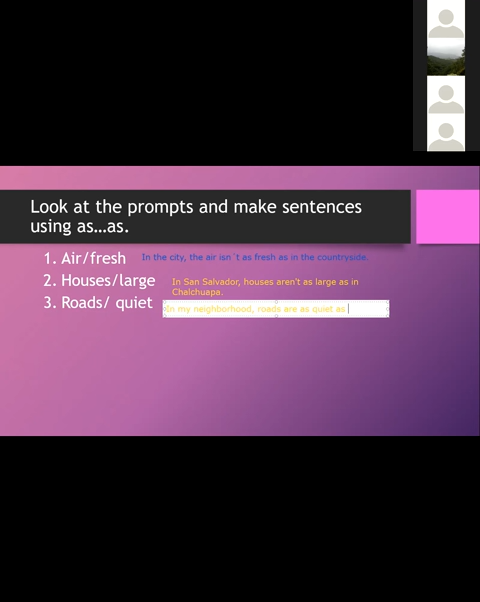 Look at the prompts and make sentences
using as...as.
1. Air/fresh
In the city, the air isn´t as fresh as in the countryside.
2. Houses/large
In San Salvador, houses aren't as large as in
Chalchuapa.
3. Roads/ quiet
In my neighborhood, roads are as quiet as